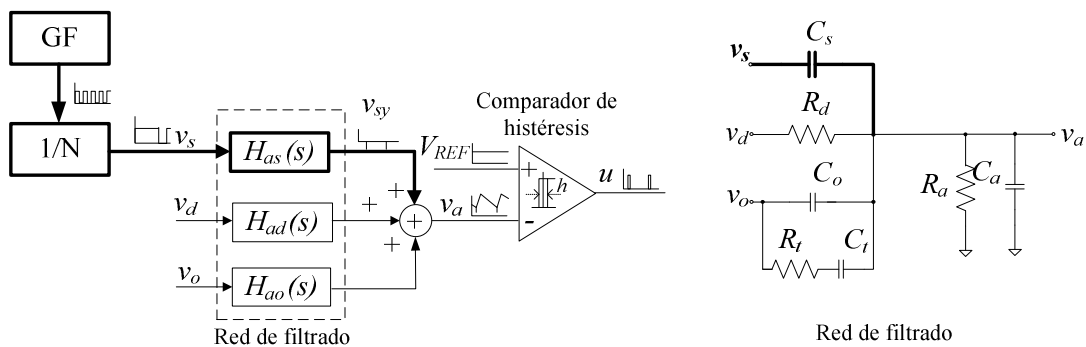 GF
1/N
v_s
H_as(s)
v_sy
v_d
H_ad(s)
v_o
H_ao(s)
+
+
+
+
Red de filtrado
Comparador de
histéresis
V_REF
v_a
+
-
h
u
v_s
C_s
v_d
R_d
v_o
C_o
R_t
C_t
R_a
C_a
v_a
Red de filtrado